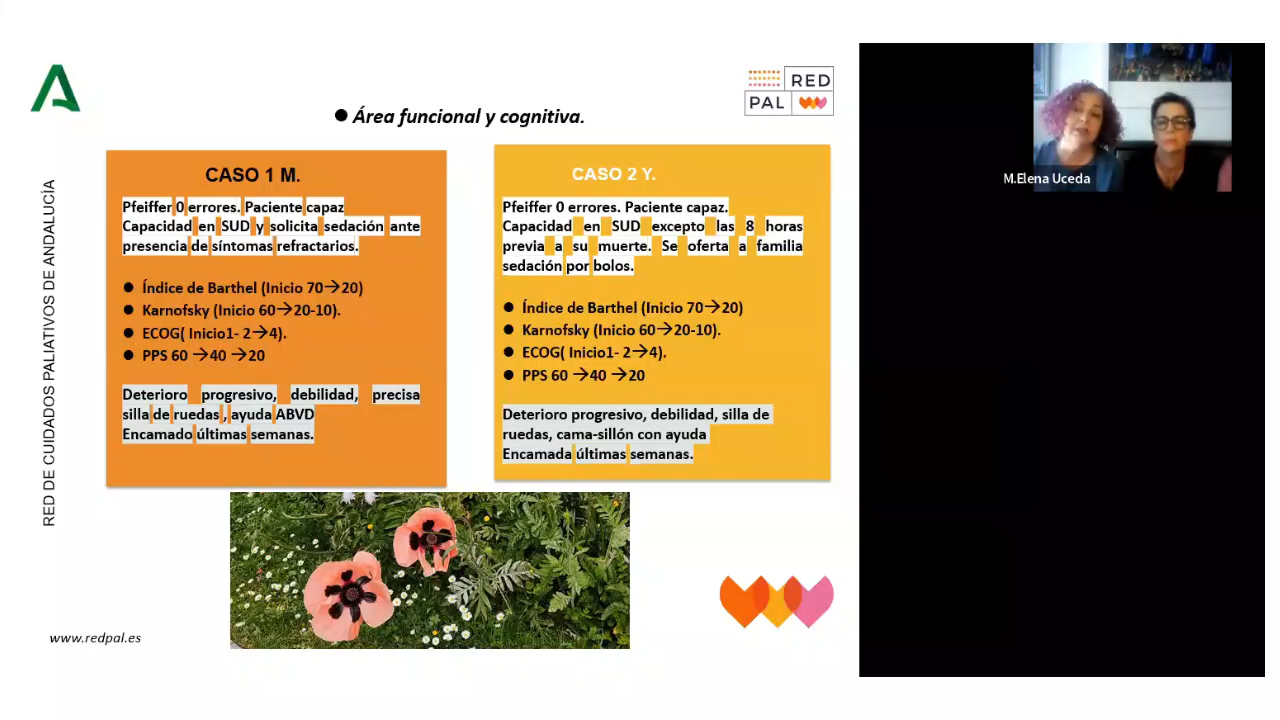 RED
PAL
● Área funcional y cognitiva.
RED DE CUIDADOS PALIATIVOS DE ANDALUCÍA
CASO 1 M.
Pfeiffer 0 errores. Paciente capaz
Capacidad en SUD y solicita sedación ante
presencia de síntomas refractarios.
● Índice de Barthel (Inicio 70→20)
● Karnofsky (Inicio 60→20-10).
● ECOG( Inicio1- 2→4).
● PPS 60 →40 →20
Deterioro progresivo, debilidad, precisa
silla de ruedas , ayuda ABVD
Encamado últimas semanas.
CASO 2 Y.
Pfeiffer 0 errores. Paciente capaz.
Capacidad en SUD excepto las 8 horas
previa a su muerte. Se oferta a familia
sedación por bolos.
● Índice de Barthel (Inicio 70→20)
● Karnofsky (Inicio 60→20-10).
● ECOG( Inicio1- 2→4).
● PPS 60 →40 →20
Deterioro progresivo, debilidad, silla de
ruedas, cama-sillón con ayuda
Encamada últimas semanas.
www.redpal.es
M.Elena Uceda